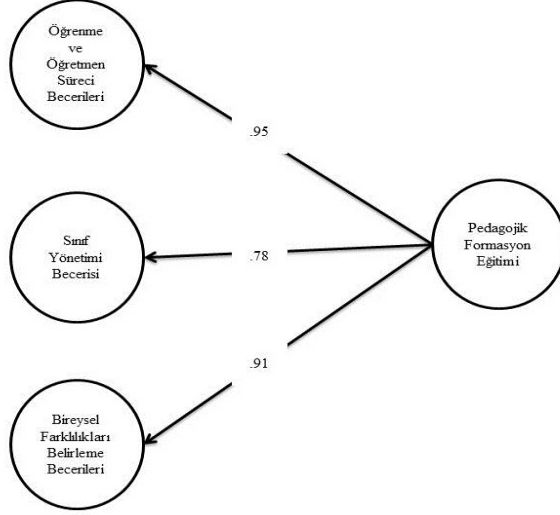 Öğrenme
ve
Öğretmen
Süreci
Becerileri
.95
Sınıf
Yönetimi
Becerisi
.78
Pedagojik
Formasyon
Eğitimi
.91
Bireysel
Farklılıkları
Belirleme
Becerileri